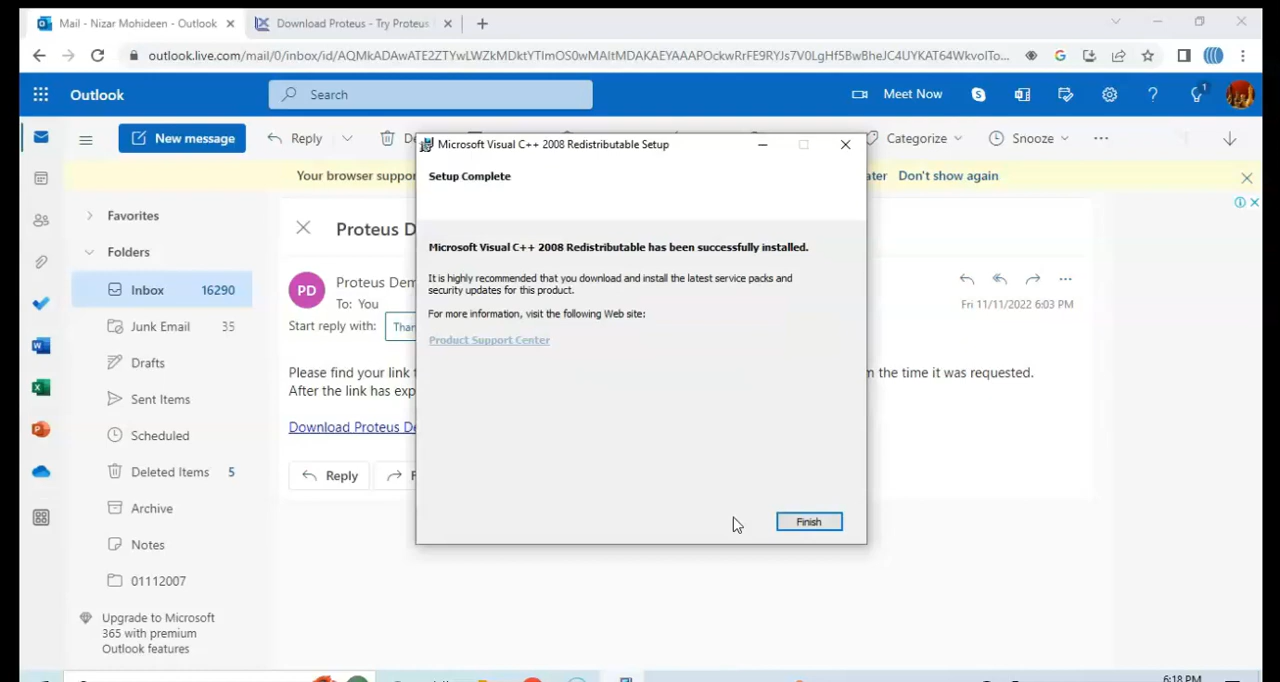 Mail - Nizar Mohideen - Outlook
Download Proteus - Try Proteus
outlook.live.com/mail/0/inbox/id/AQMkADAwATE2ZTYwLWZkMDktYTImOS0wMAItMDAKAEYAAAPOckwRrFE9RYJs7V0LgHf5BwBheJC4UYKAT64WkvoITo...
Outlook
Search
Meet Now
1
New message
Reply
De
Categorize
Snooze
Your browser suppor
ater
Don't show again
Favorites
Folders
Inbox 16290
Junk Email 35
Drafts
Sent Items
Scheduled
Deleted Items 5
Archive
Notes
01112007
Upgrade to Microsoft
365 with premium
Outlook features
Proteus D
PD
Proteus Dem
To: You
Fri 11/11/2022 6:03 PM
Start reply with:
Than
Please find your link t
m the time it was requested.
After the link has exp
Download Proteus De
Reply
F
Microsoft Visual C++ 2008 Redistributable Setup
Setup Complete
Microsoft Visual C++ 2008 Redistributable has been successfully installed.
It is highly recommended that you download and install the latest service packs and
security updates for this product.
For more information, visit the following Web site:
Product Support Center
Finish
6:18 PM